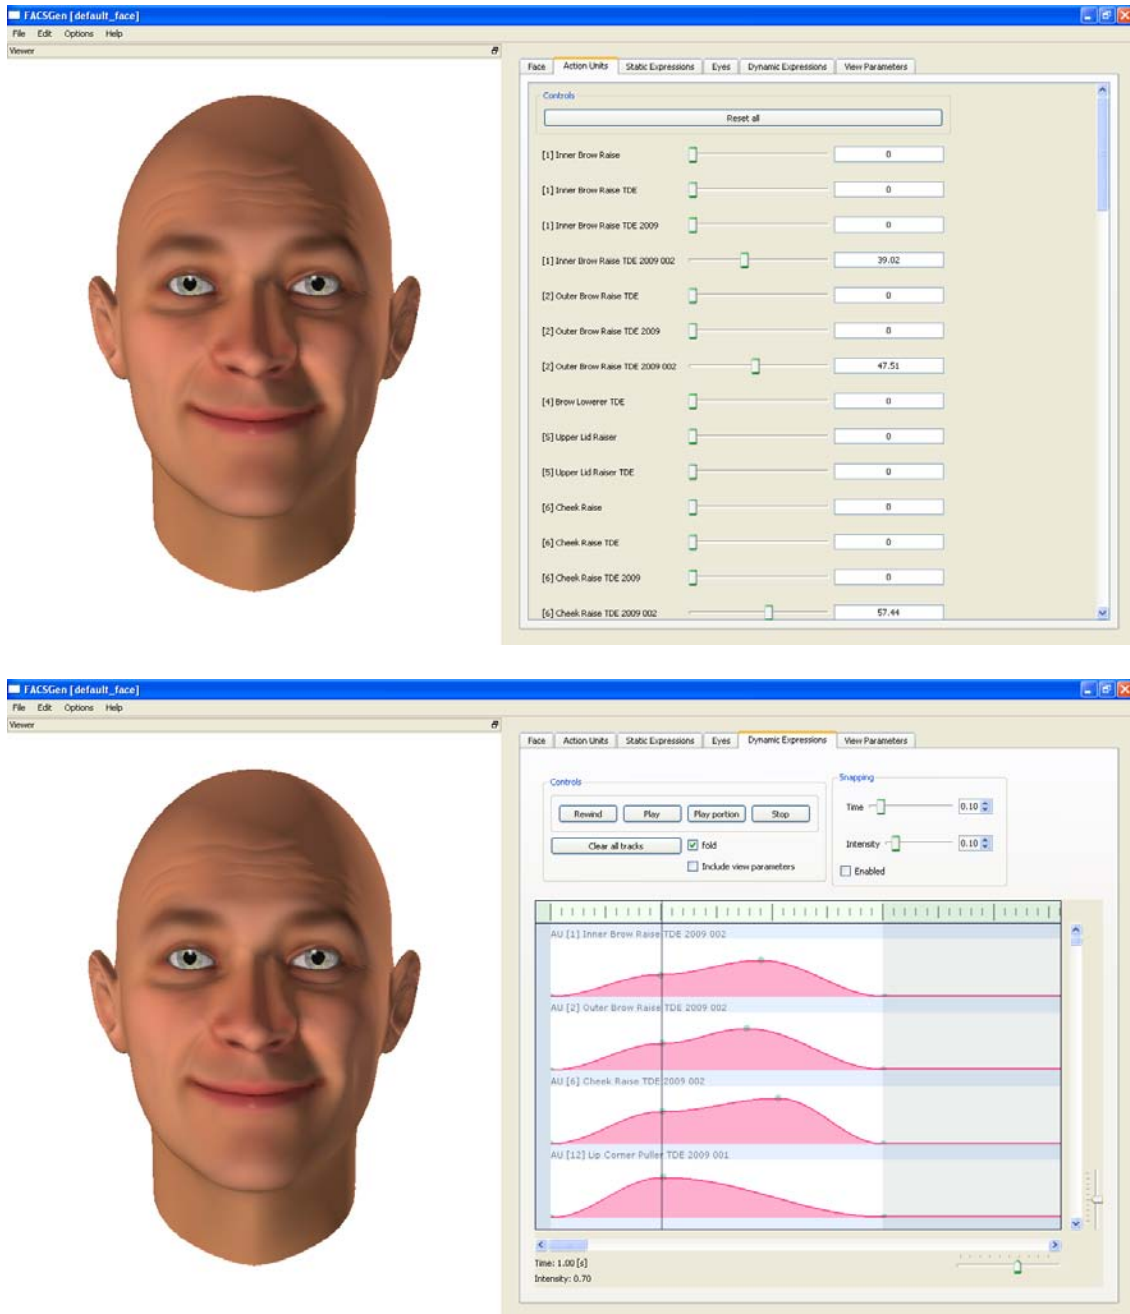 FACSGen [default_face]
File Edit Options Help
Viewer
Face Action Units Static Expressions Eyes Dynamic Expressions View Parameters
Controls
Reset all
[1] Inner Brow Raise 0
[1] Inner Brow Raise TDE 0
[1] Inner Brow Raise TDE 2009 0
[1] Inner Brow Raise TDE 2009 002 39.02
[2] Outer Brow Raise TDE 0
[2] Outer Brow Raise TDE 2009 0
[2] Outer Brow Raise TDE 2009 002 47.51
[4] Brow Lowerer TDE 0
[5] Upper Lid Raiser 0
[5] Upper Lid Raiser TDE 0
[6] Cheek Raise 0
[6] Cheek Raise TDE 0
[6] Cheek Raise TDE 2009 0
[6] Cheek Raise TDE 2009 002 57.44
FACSGen [default_face]
File Edit Options Help
Viewer
Face Action Units Static Expressions Eyes Dynamic Expressions View Parameters
Controls Snapping
Rewind Play Play portion Stop Time 0.10
Clear all tracks fold Intensity 0.10
Include view parameters Enabled
AU [1] Inner Brow Raise TDE 2009 002
AU [2] Outer Brow Raise TDE 2009 002
AU [6] Cheek Raise TDE 2009 002
AU [12] Lip Corner Puller TDE 2009 001
Time: 1.00 [s]
Intensity: 0.70